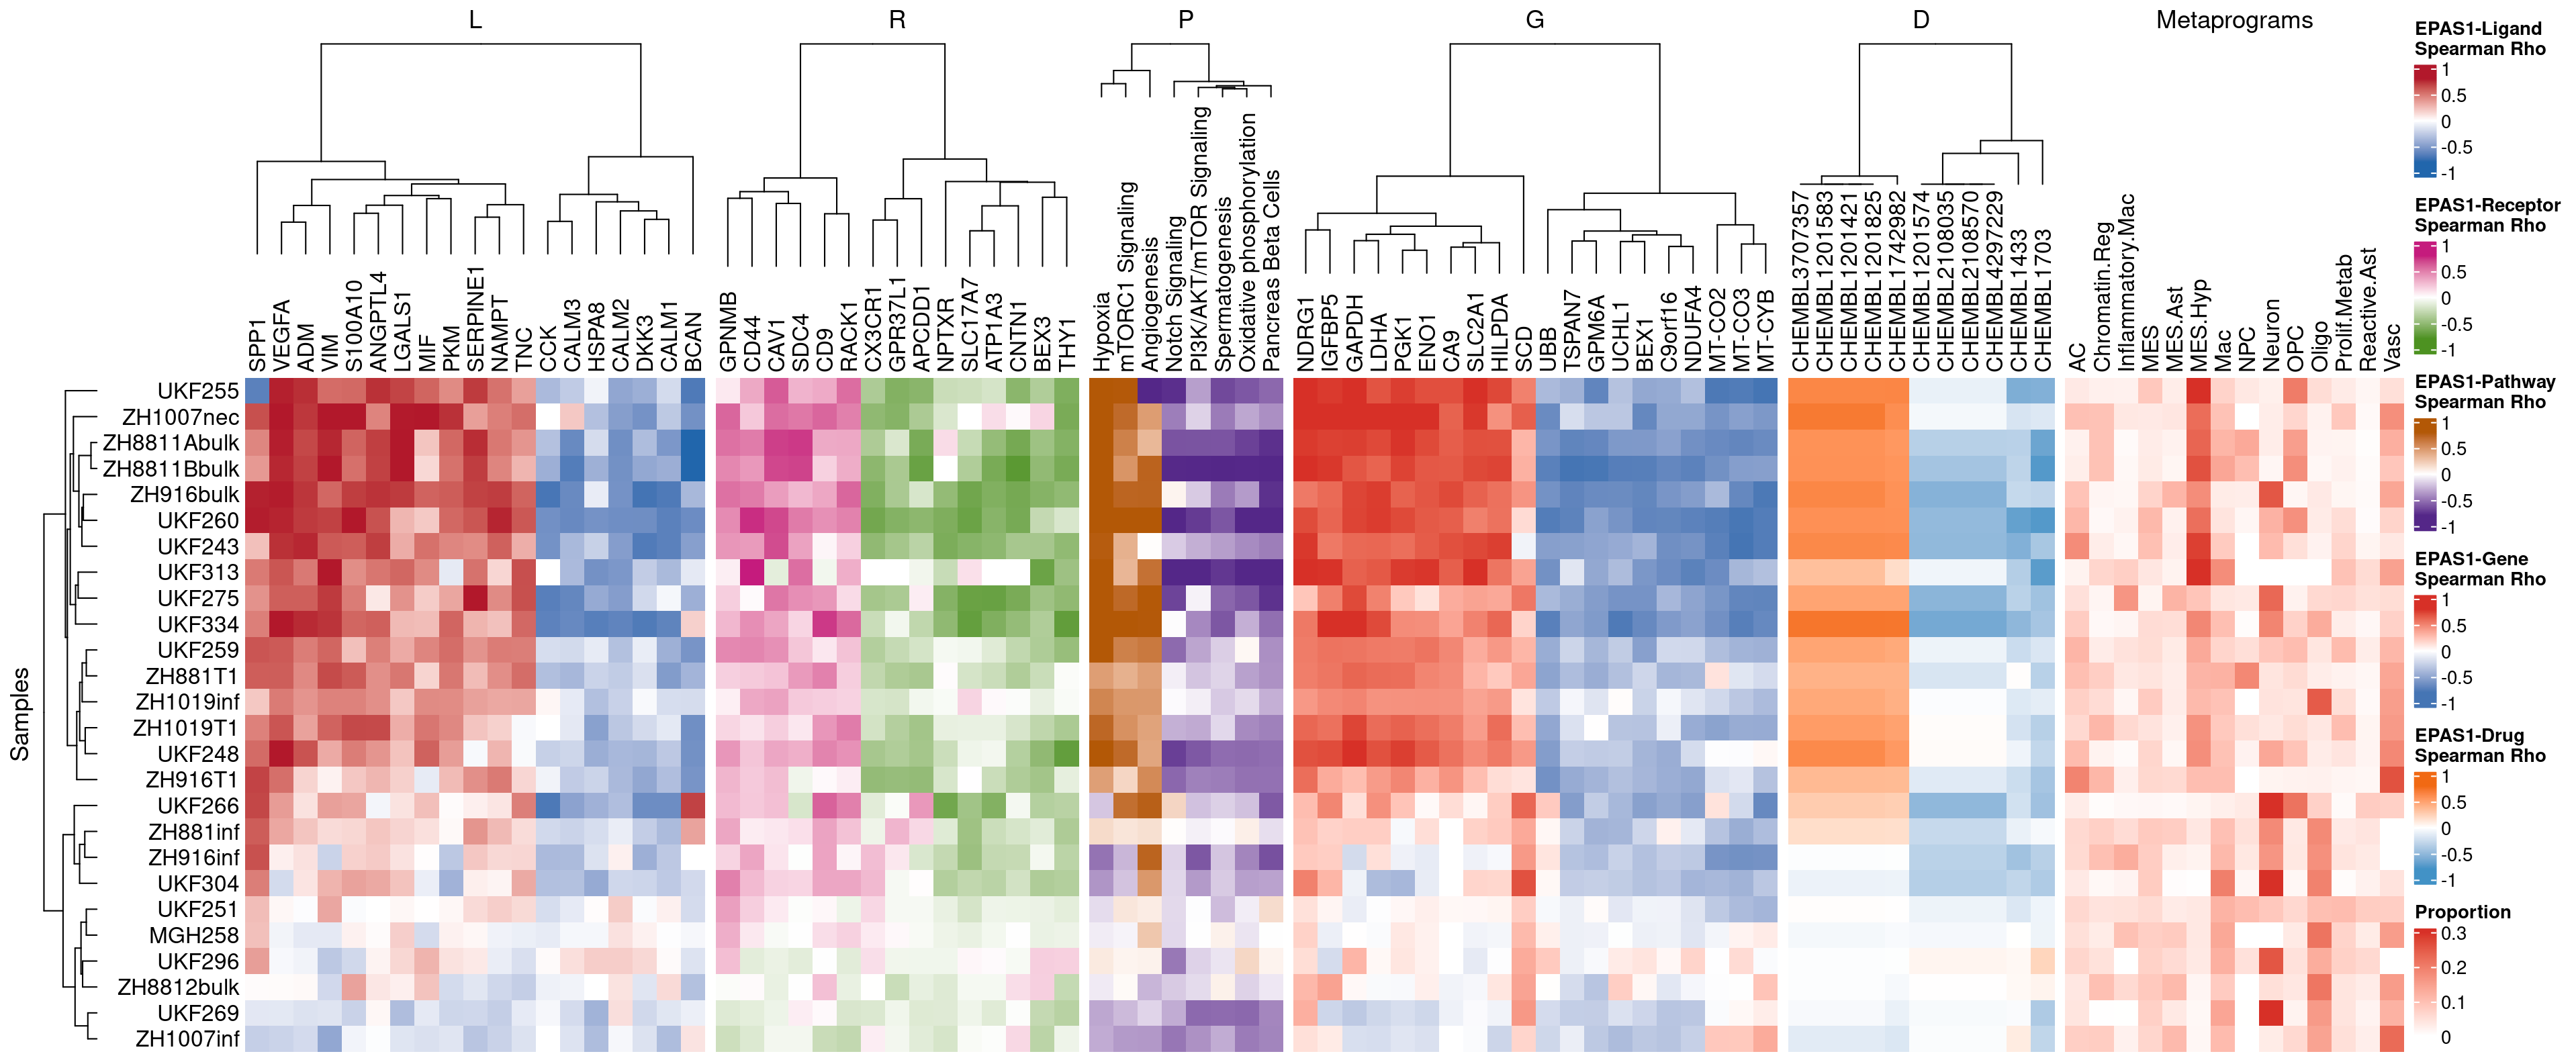 L R P G D Metaprograms
SPP1
VEGFA
ADM
VIM
S100A10
ANGPTL4
LGALS1
MIF
PKM
SERPINE1
NAMPT
TNC
CCK
CALM3
HSPA8
CALM2
DKK3
CALM1
BCAN
GPNMB
CD44
CAV1
SDC4
CD9
RACK1
CX3CR1
GPR37L1
APCDD1
NPTXR
SLC17A7
ATP1A3
CNTN1
BEX3
THY1
Hypoxia
mTORC1 Signaling
Angiogenesis
Notch Signaling
PI3K/AKT/mTOR Signaling
Spermatogenesis
Oxidative phosphorylation
Pancreas Beta Cells
NDRG1
IGFBP5
GAPDH
LDHA
PGK1
ENO1
CA9
SLC2A1
HILPDA
SCD
UBB
TSPAN7
GPM6A
UCHL1
BEX1
C9orf16
NDUFA4
MT-CO2
MT-CO3
MT-CYB
CHEMBL3707357
CHEMBL1201583
CHEMBL1201421
CHEMBL1201825
CHEMBL1742982
CHEMBL1201574
CHEMBL2108035
CHEMBL2108570
CHEMBL4297229
CHEMBL1433
CHEMBL1703
AC
Chromatin.Reg
Inflammatory.Mac
MES
MES.Ast
MES.Hyp
Mac
NPC
Neuron
OPC
Oligo
Prolif.Metab
Reactive.Ast
Vasc
Samples
UKF255
ZH1007nec
ZH8811Abulk
ZH8811Bbulk
ZH916bulk
UKF260
UKF243
UKF313
UKF275
UKF334
UKF259
ZH881T1
ZH1019inf
ZH1019T1
UKF248
ZH916T1
UKF266
ZH881inf
ZH916inf
UKF304
UKF251
MGH258
UKF296
ZH8812bulk
UKF269
ZH1007inf
EPAS1-Ligand
Spearman Rho
1
0.5
0
-0.5
-1
EPAS1-Receptor
Spearman Rho
1
0.5
0
-0.5
-1
EPAS1-Pathway
Spearman Rho
1
0.5
0
-0.5
-1
EPAS1-Gene
Spearman Rho
1
0.5
0
-0.5
-1
EPAS1-Drug
Spearman Rho
1
0.5
0
-0.5
-1
Proportion
0.3
0.2
0.1
0